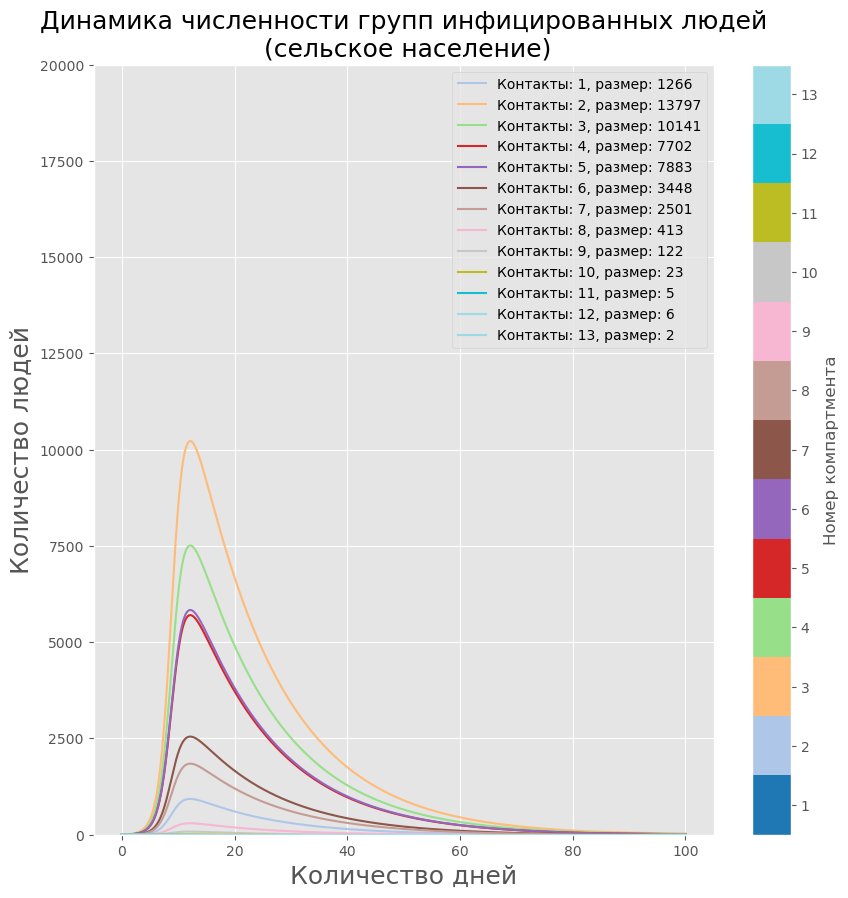 Динамика численности групп инфицированных людей
(сельское население)
Количество людей
20000
17500
15000
12500
10000
7500
5000
2500
0
Контакты: 1, размер: 1266
Контакты: 2, размер: 13797
Контакты: 3, размер: 10141
Контакты: 4, размер: 7702
Контакты: 5, размер: 7883
Контакты: 6, размер: 3448
Контакты: 7, размер: 2501
Контакты: 8, размер: 413
Контакты: 9, размер: 122
Контакты: 10, размер: 23
Контакты: 11, размер: 5
Контакты: 12, размер: 6
Контакты: 13, размер: 2
0 20 40 60 80 100
Количество дней
13
12
11
10
9
8
7
6
5
4
3
2
1
Номер компартмента